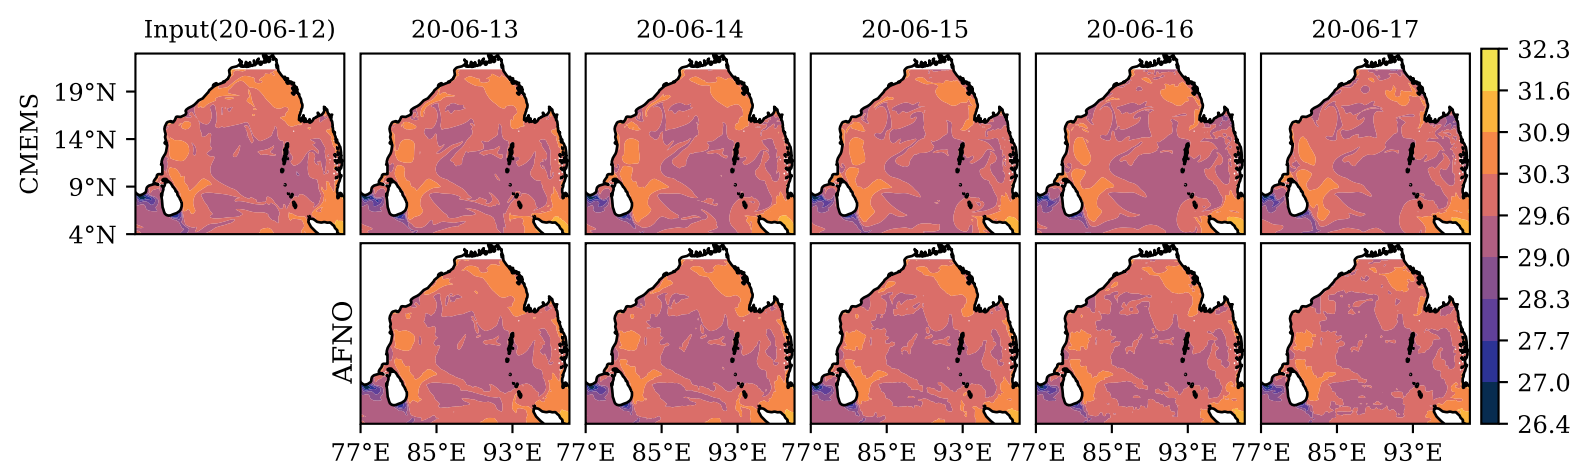 Input(20-06-12) 20-06-13 20-06-14 20-06-15 20-06-16 20-06-17
CMEMS
19°N
14°N
9°N
4°N
AFNO
77°E 85°E 93°E 77°E 85°E 93°E 77°E 85°E 93°E 77°E 85°E 93°E 77°E 85°E 93°E
32.3
31.6
30.9
30.3
29.6
29.0
28.3
27.7
27.0
26.4